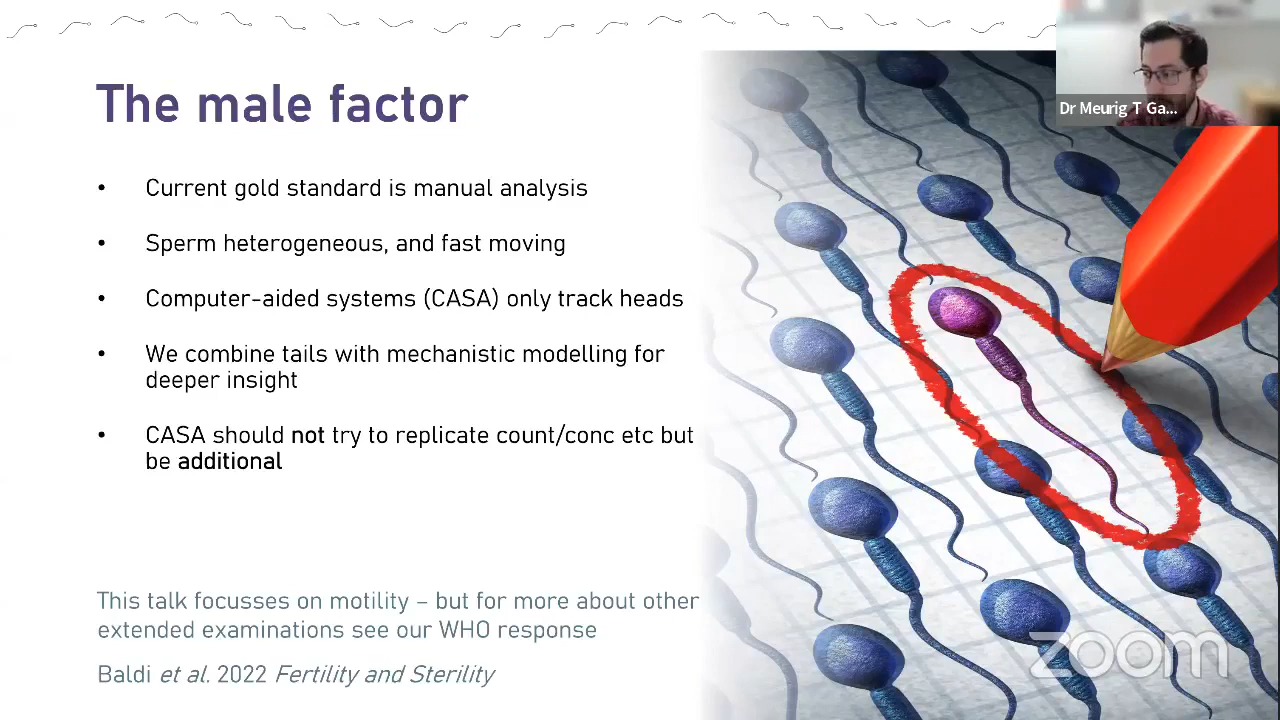 The male factor
• Current gold standard is manual analysis
• Sperm heterogeneous, and fast moving
• Computer-aided systems (CASA) only track heads
• We combine tails with mechanistic modelling for
deeper insight
• CASA should not try to replicate count/conc etc but
be additional
This talk focusses on motility – but for more about other
extended examinations see our WHO response
Baldi et al. 2022 Fertility and Sterility
Dr Meurig T Ga...
zoom